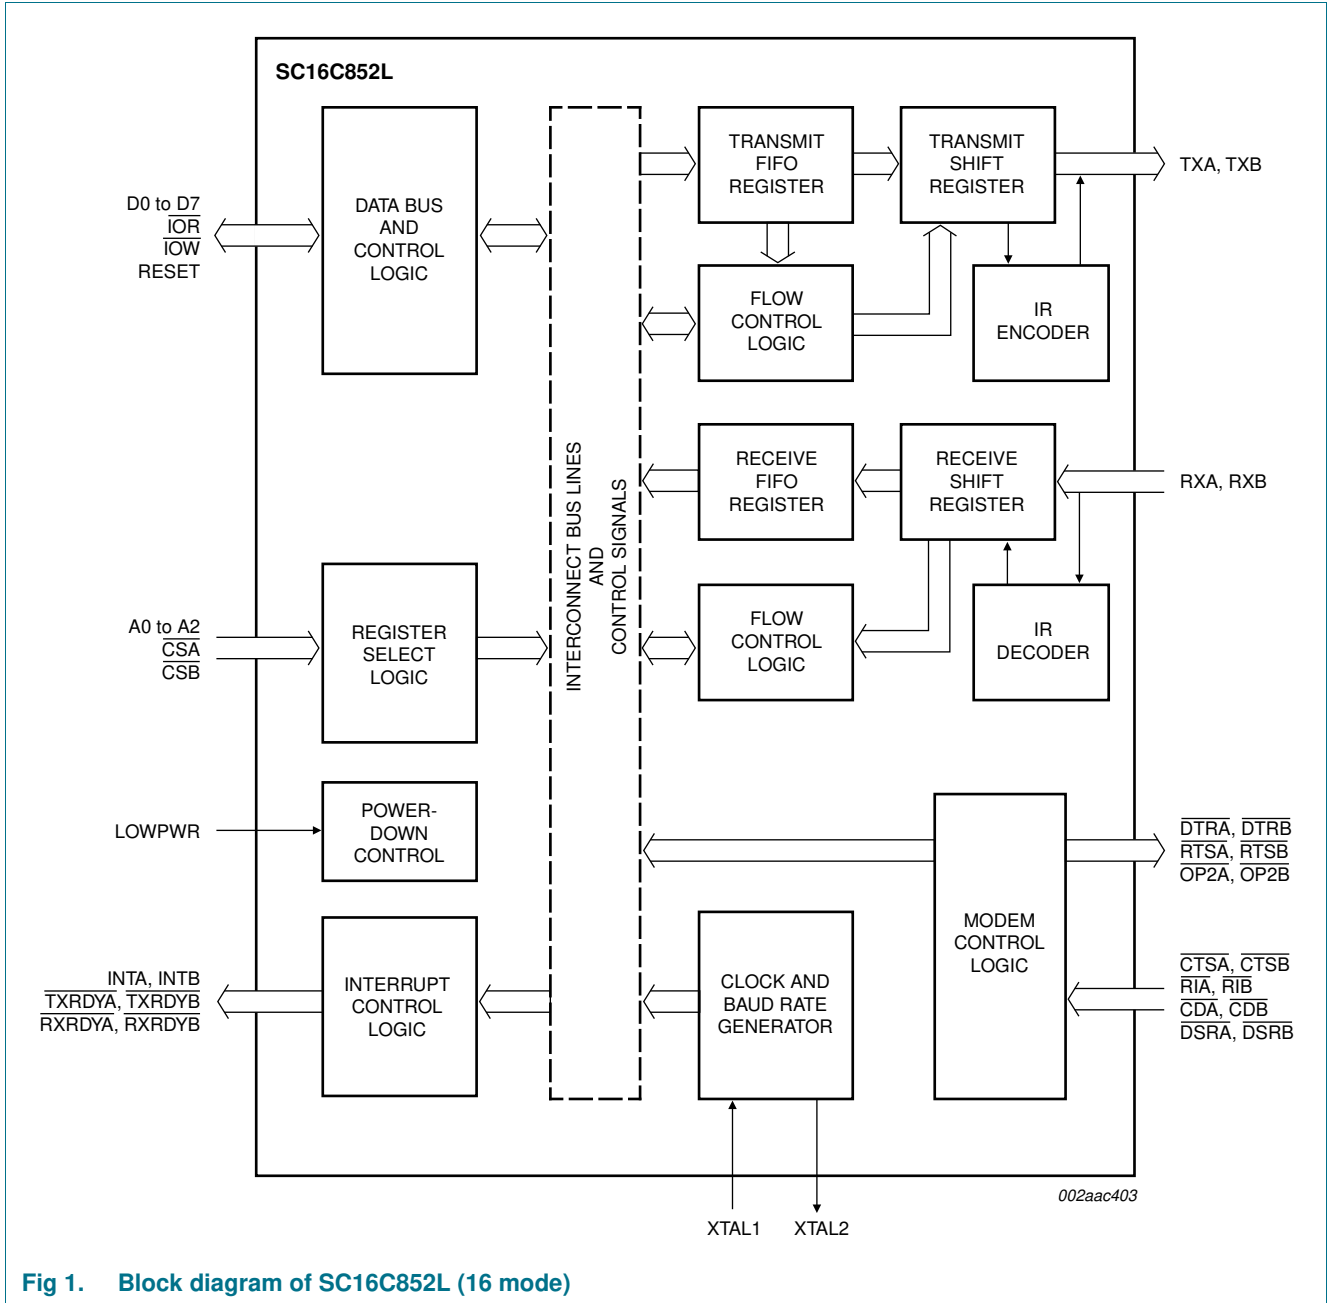 SC16C852L
D0 to D7
IOR
IOW
RESET
DATA BUS
AND
CONTROL
LOGIC
TRANSMIT
FIFO
REGISTER
TRANSMIT
SHIFT
REGISTER
TXA, TXB
FLOW
CONTROL
LOGIC
IR
ENCODER
INTERCONNECT BUS LINES
AND
CONTROL SIGNALS
RECEIVE
FIFO
REGISTER
RECEIVE
SHIFT
REGISTER
RXA, RXB
A0 to A2
CSA
CSB
REGISTER
SELECT
LOGIC
FLOW
CONTROL
LOGIC
IR
DECODER
LOWPWR
POWER-
DOWN
CONTROL
DTRA, DTRB
RTSA, RTSB
OP2A, OP2B
MODEM
CONTROL
LOGIC
CTSA, CTSB
RIA, RIB
CDA, CDB
DSRA, DSRB
INTA, INTB
TXRDYA, TXRDYB
RXRDYA, RXRDYB
INTERRUPT
CONTROL
LOGIC
CLOCK AND
BAUD RATE
GENERATOR
002aac403
XTAL1
XTAL2
Fig 1. Block diagram of SC16C852L (16 mode)